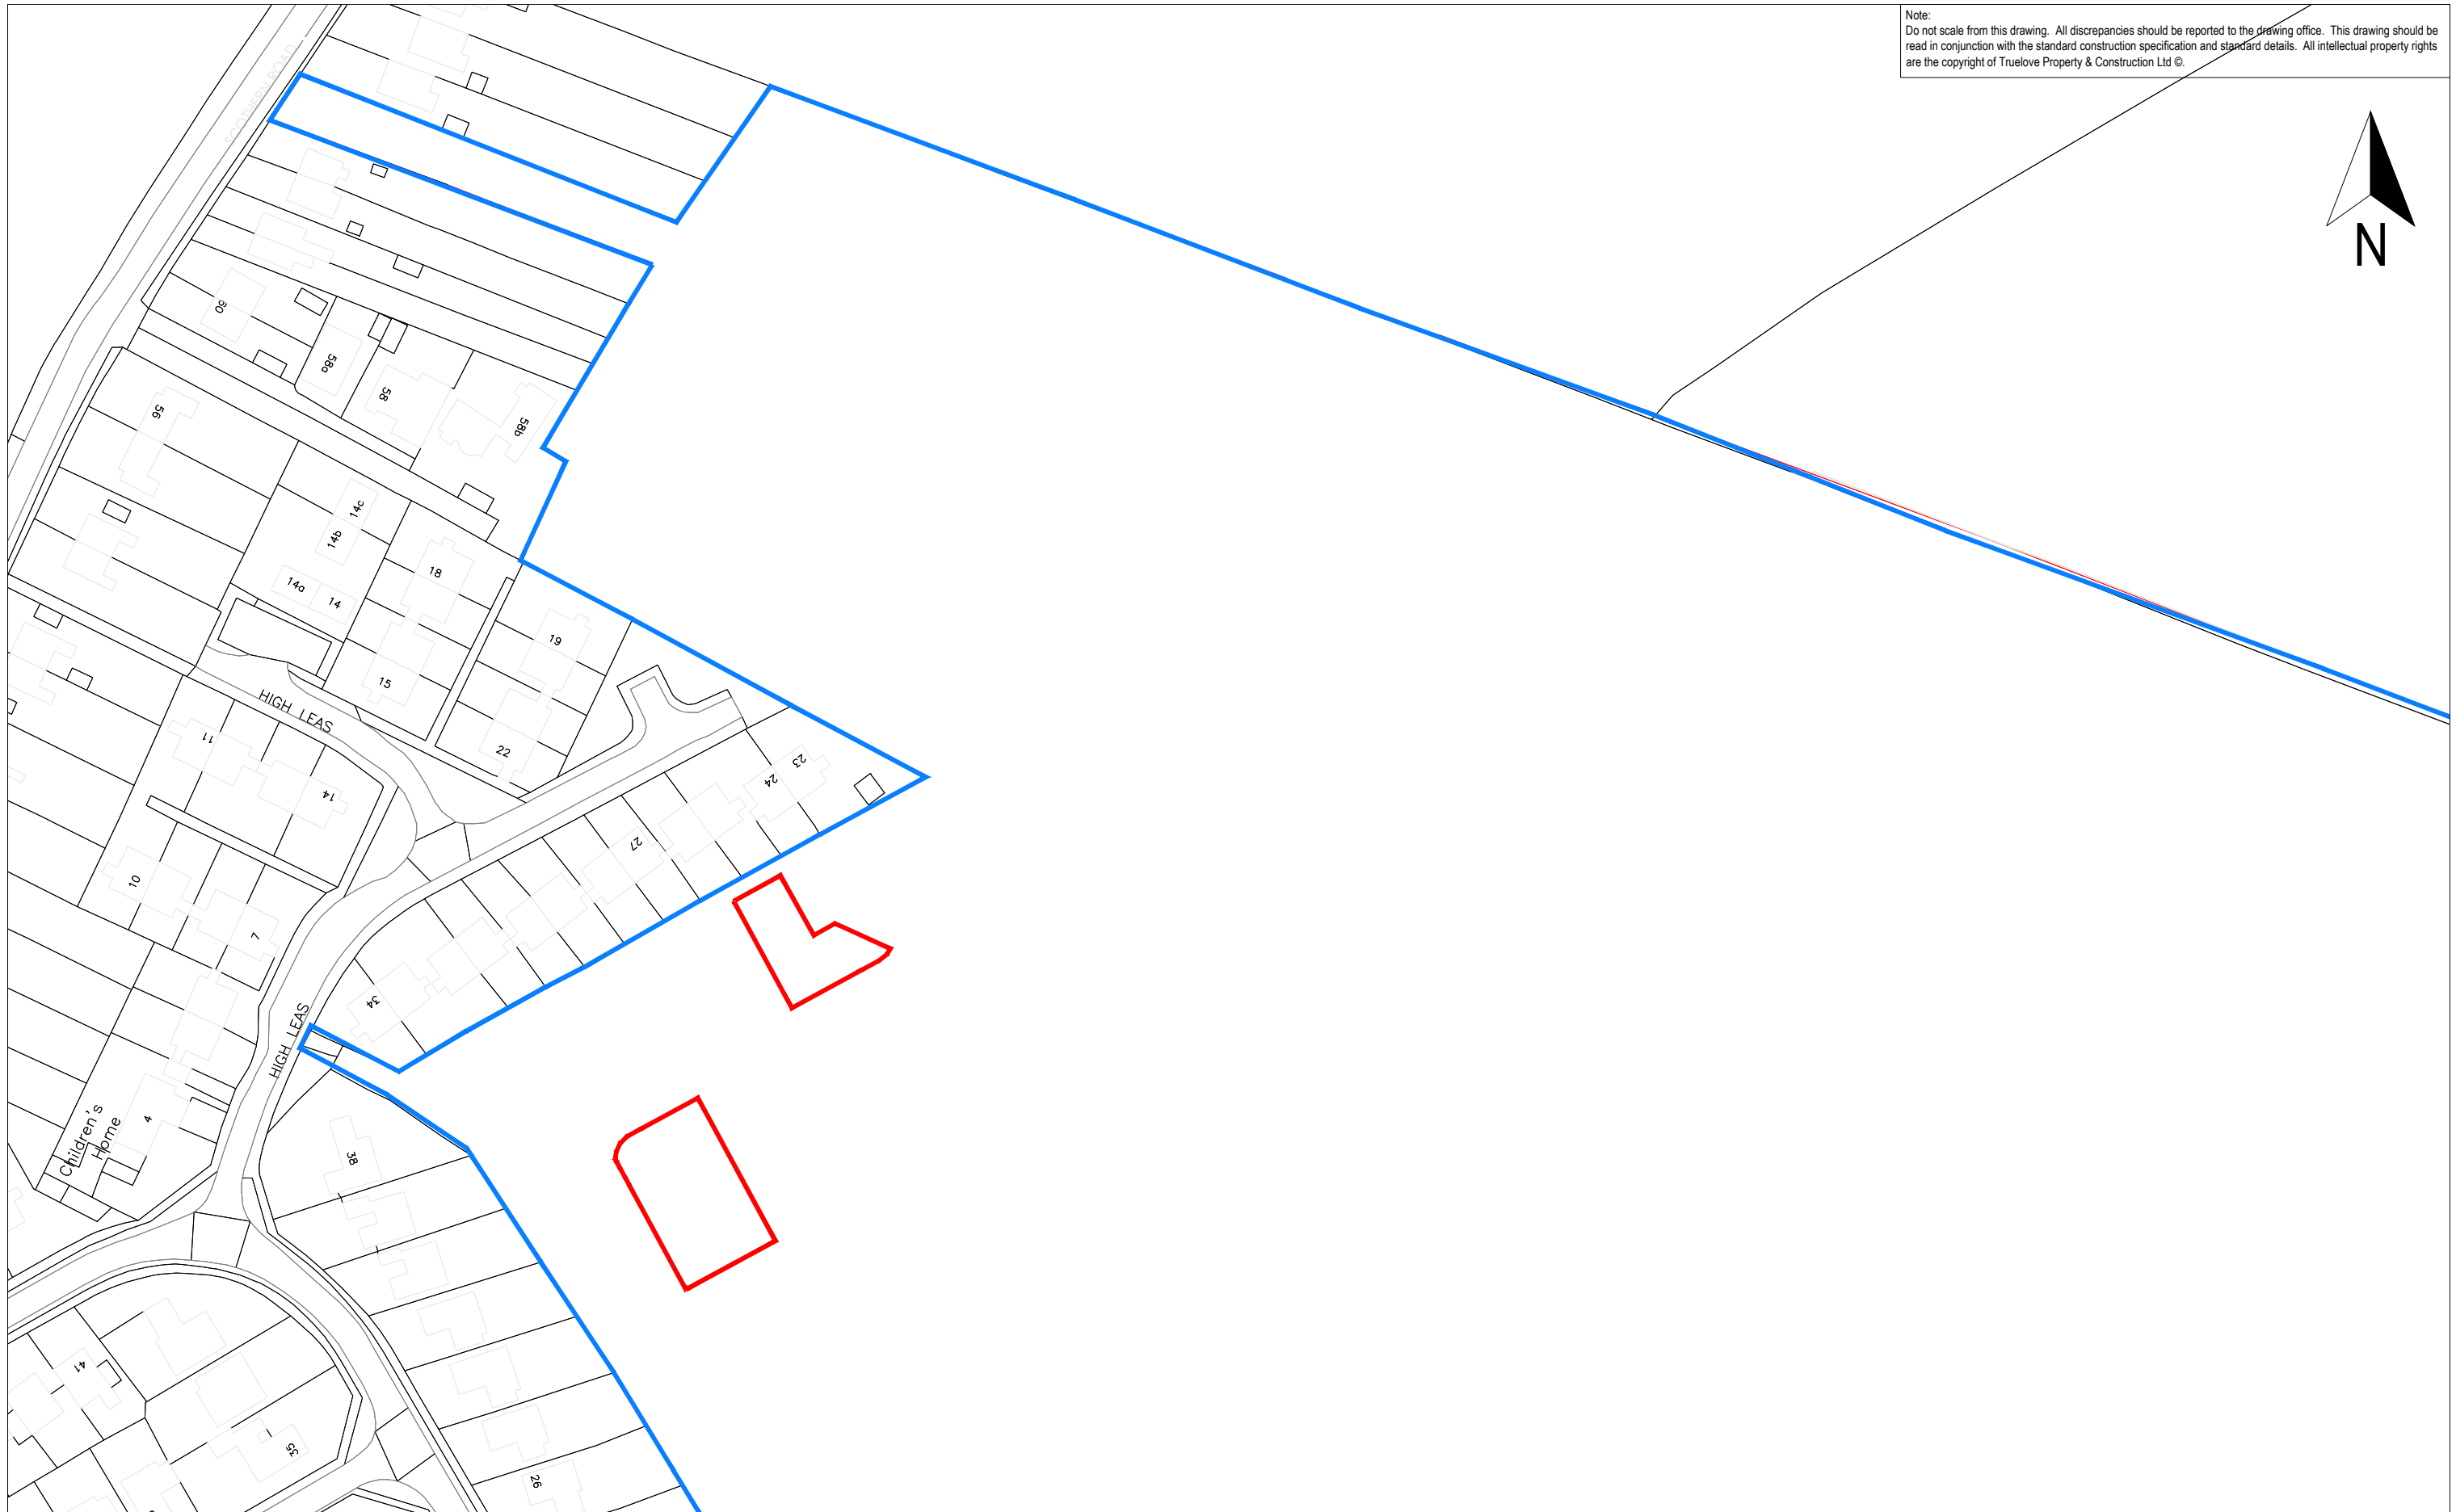 Note:
Do not scale from this drawing. All discrepancies should be reported to the drawing office. This drawing should be
read in conjunction with the standard construction specification and standard details. All intellectual property rights
are the copyright of Truelove Property & Construction Ltd ©.
SCOTHERN ROAD
N
60
58a
58
58b
56
14c
14b
18
14a
14
19
15
HIGH LEAS
22
11
23
24
14
27
10
7
34
HIGH LEAS
Children's
Home
4
38
41
35
26